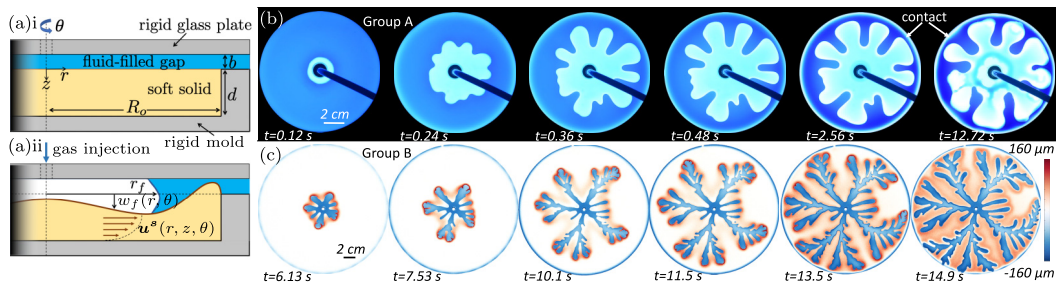 (a)i
θ
rigid glass plate
fluid-filled gap
b
r
z
soft solid
d
R_o
rigid mold
(a)ii
gas injection
r_f
w_f(r, θ)
u^s(r, z, θ)
(b)
Group A
contact
2 cm
t=0.12 s
t=0.24 s
t=0.36 s
t=0.48 s
t=2.56 s
t=12.72 s
(c)
Group B
160 μm
2 cm
-160 μm
t=6.13 s
t=7.53 s
t=10.1 s
t=11.5 s
t=13.5 s
t=14.9 s